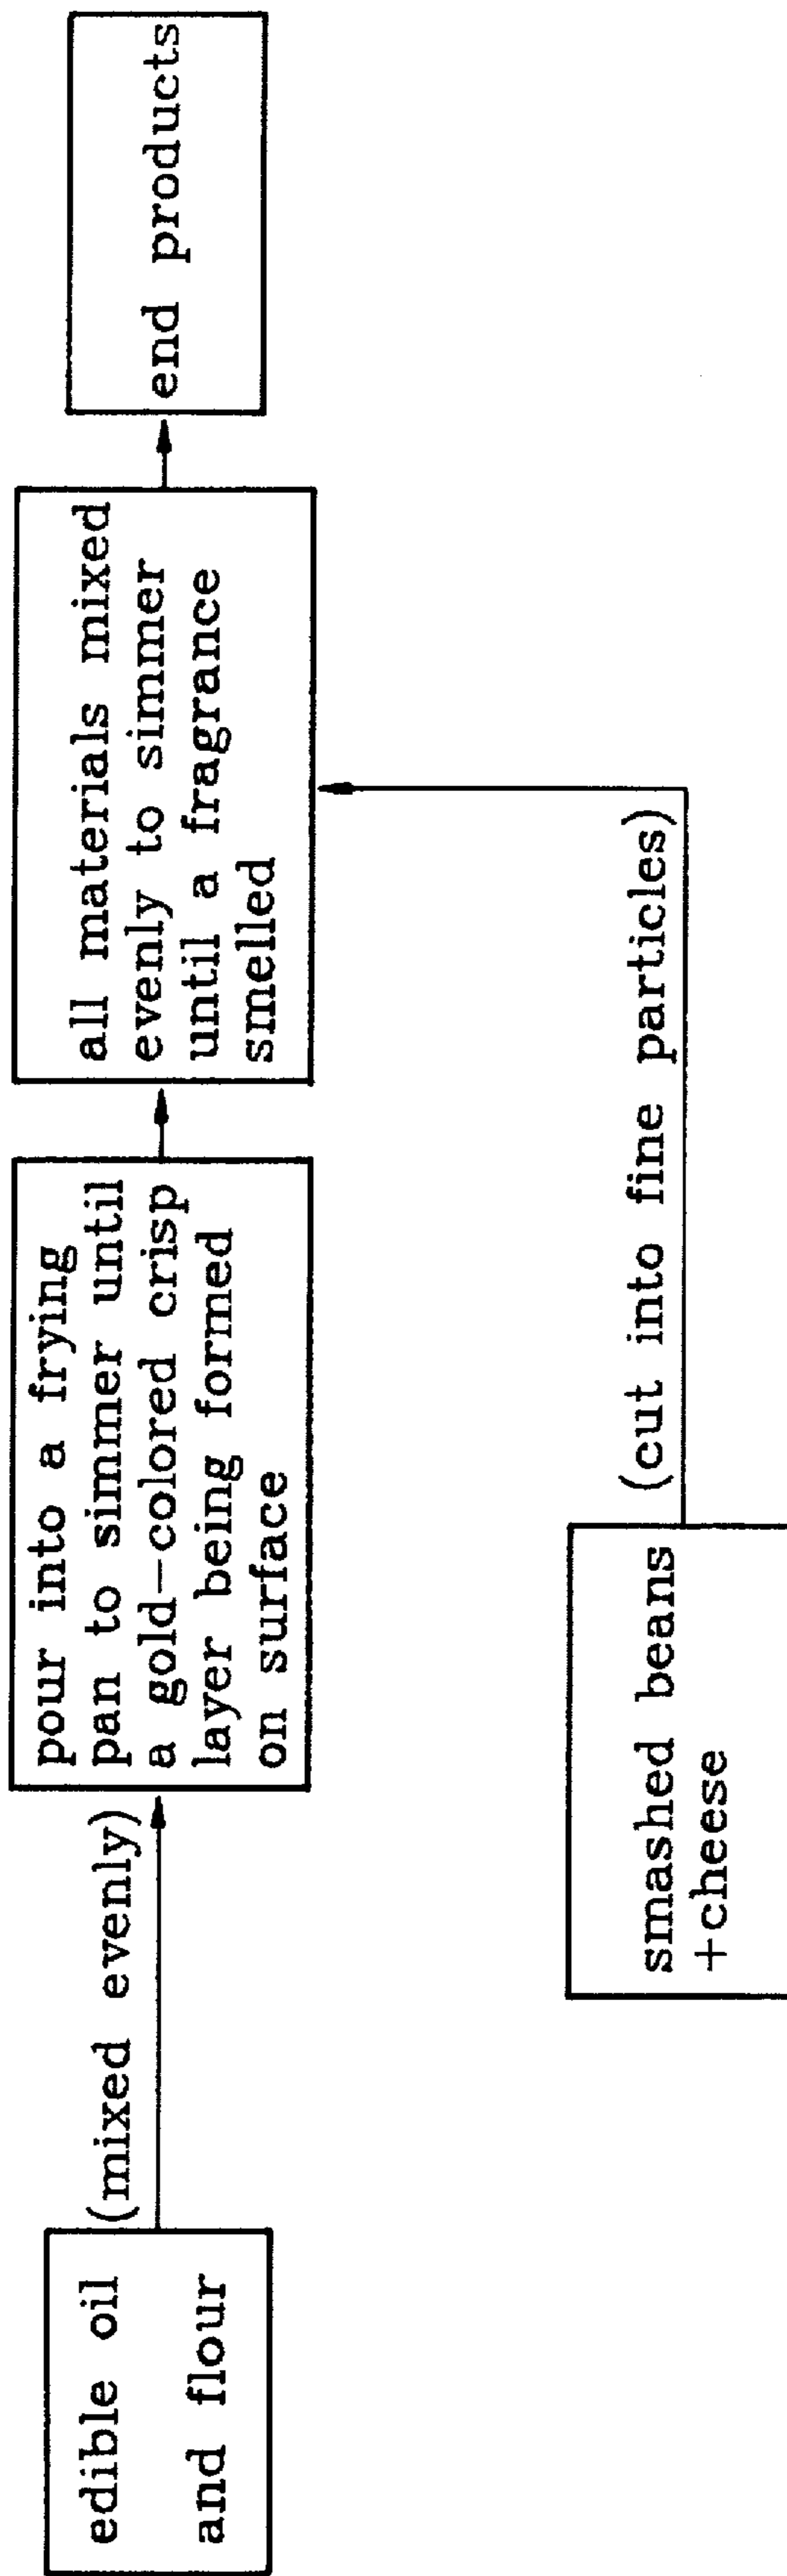 edible oil
and flour
(mixed evenly)
pour into a frying
pan to simmer until
a gold-colored crisp
layer being formed
on surface
all materials mixed
evenly to simmer
until a fragrance
smelled
end products
smashed beans
+cheese
(cut into fine particles)